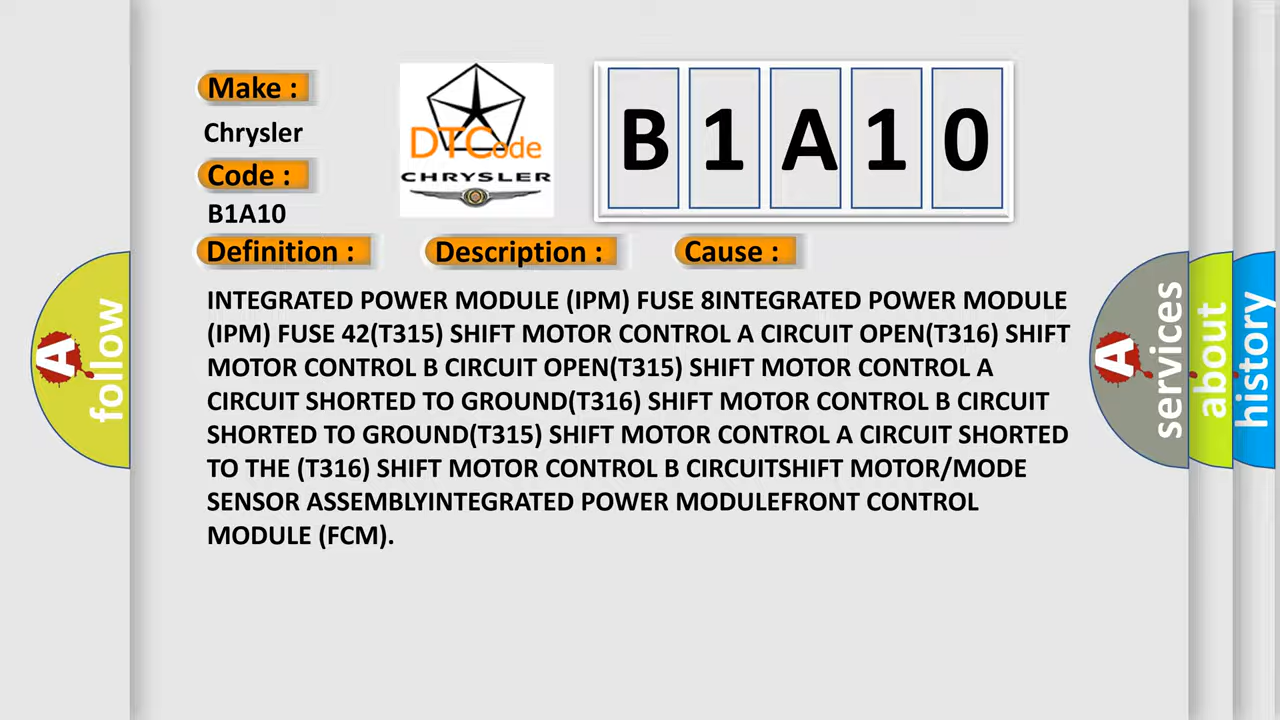 Make :
Chrysler
Code :
B1A10
DTCode
CHRYSLER
B 1 A 1 0
Definition :
Description :
Cause :
INTEGRATED POWER MODULE (IPM) FUSE 8INTEGRATED POWER MODULE
(IPM) FUSE 42(T315) SHIFT MOTOR CONTROL A CIRCUIT OPEN(T316) SHIFT
MOTOR CONTROL B CIRCUIT OPEN(T315) SHIFT MOTOR CONTROL A
CIRCUIT SHORTED TO GROUND(T316) SHIFT MOTOR CONTROL B CIRCUIT
SHORTED TO GROUND(T315) SHIFT MOTOR CONTROL A CIRCUIT SHORTED
TO THE (T316) SHIFT MOTOR CONTROL B CIRCUITSHIFT MOTOR/MODE
SENSOR ASSEMBLYINTEGRATED POWER MODULEFRONT CONTROL
MODULE (FCM).
A
follow
A
services
about
history